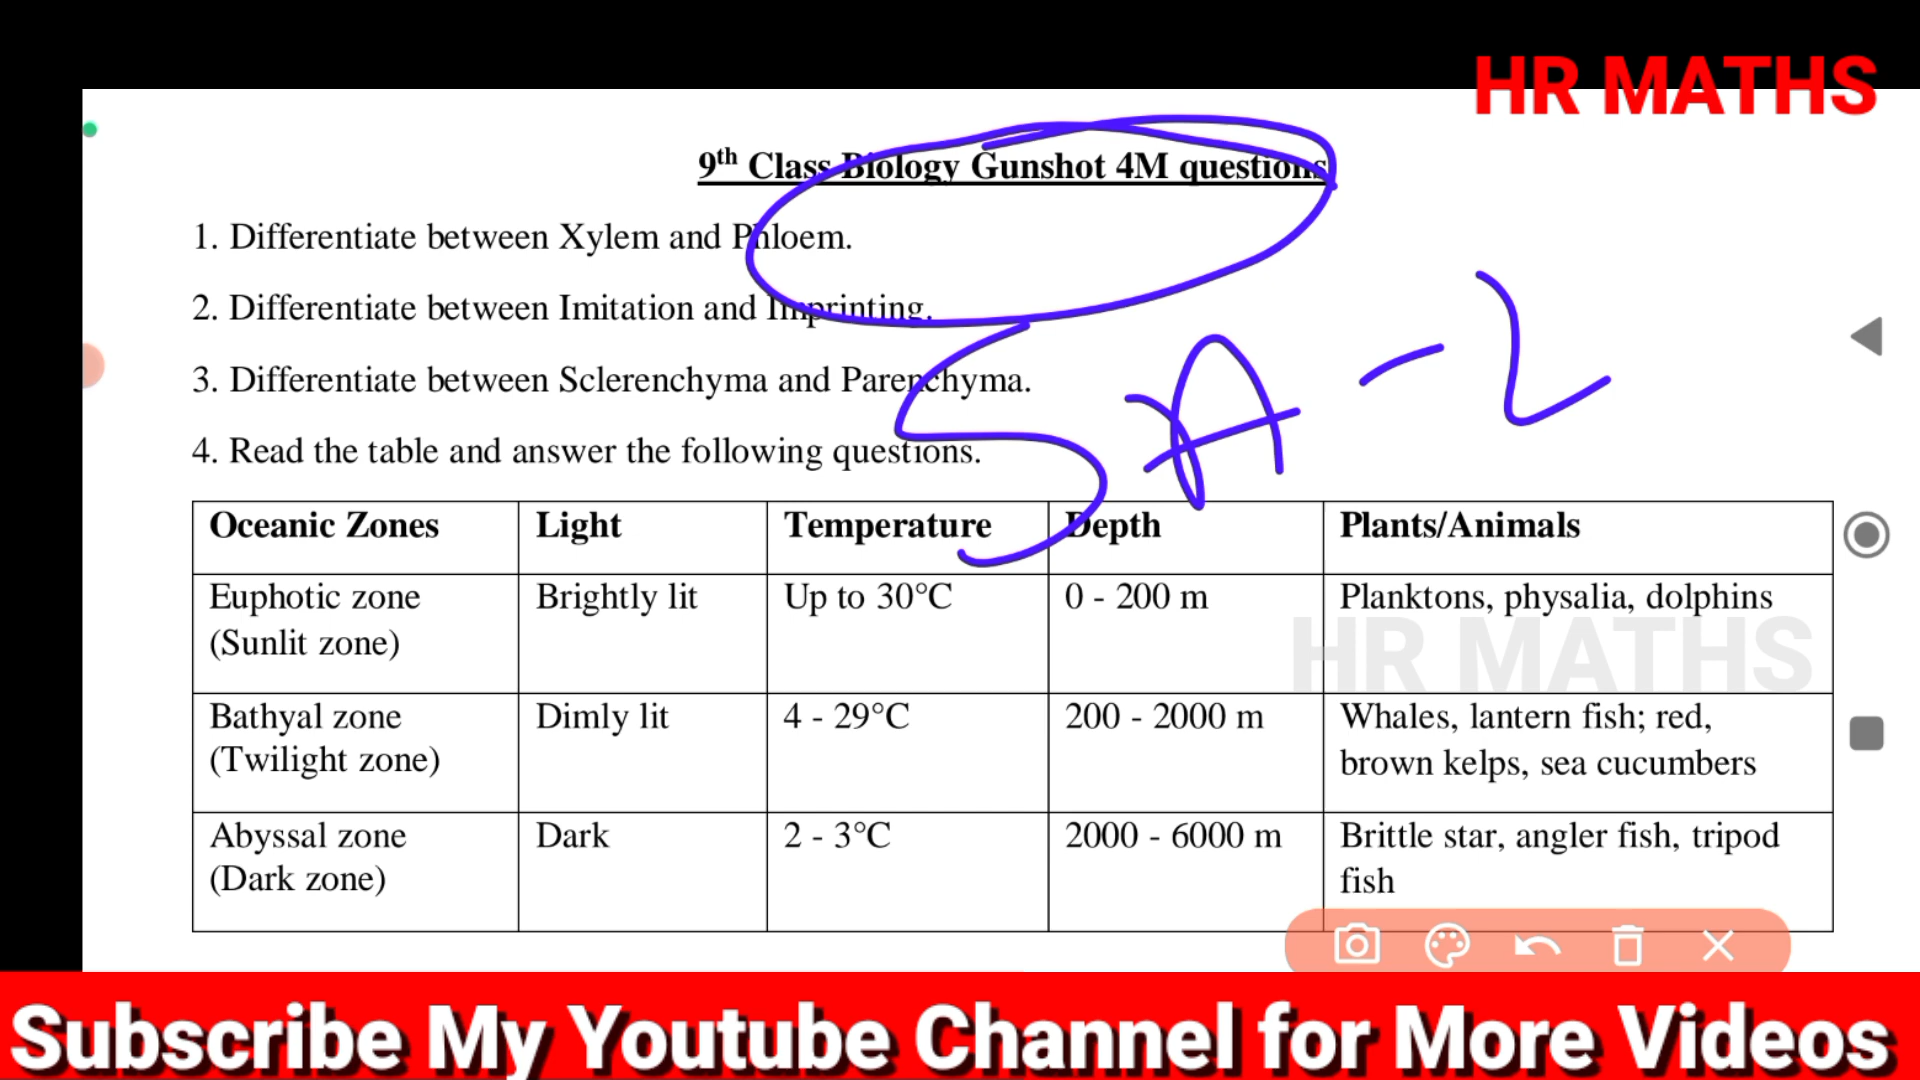 HR MATHS
9th Class Biology Gunshot 4M questions
1. Differentiate between Xylem and Phloem.
2. Differentiate between Imitation and Imprinting.
3. Differentiate between Sclerenchyma and Parenchyma.
4. Read the table and answer the following questions.
SA-2
Oceanic Zones Light Temperature Depth Plants/Animals
Euphotic zone Brightly lit Up to 30°C 0 - 200 m Planktons, physalia, dolphins
(Sunlit zone)
HR MATHS
Bathyal zone Dimly lit 4 - 29°C 200 - 2000 m Whales, lantern fish; red,
(Twilight zone) brown kelps, sea cucumbers
Abyssal zone Dark 2 - 3°C 2000 - 6000 m Brittle star, angler fish, tripod
(Dark zone) fish
Subscribe My Youtube Channel for More Videos